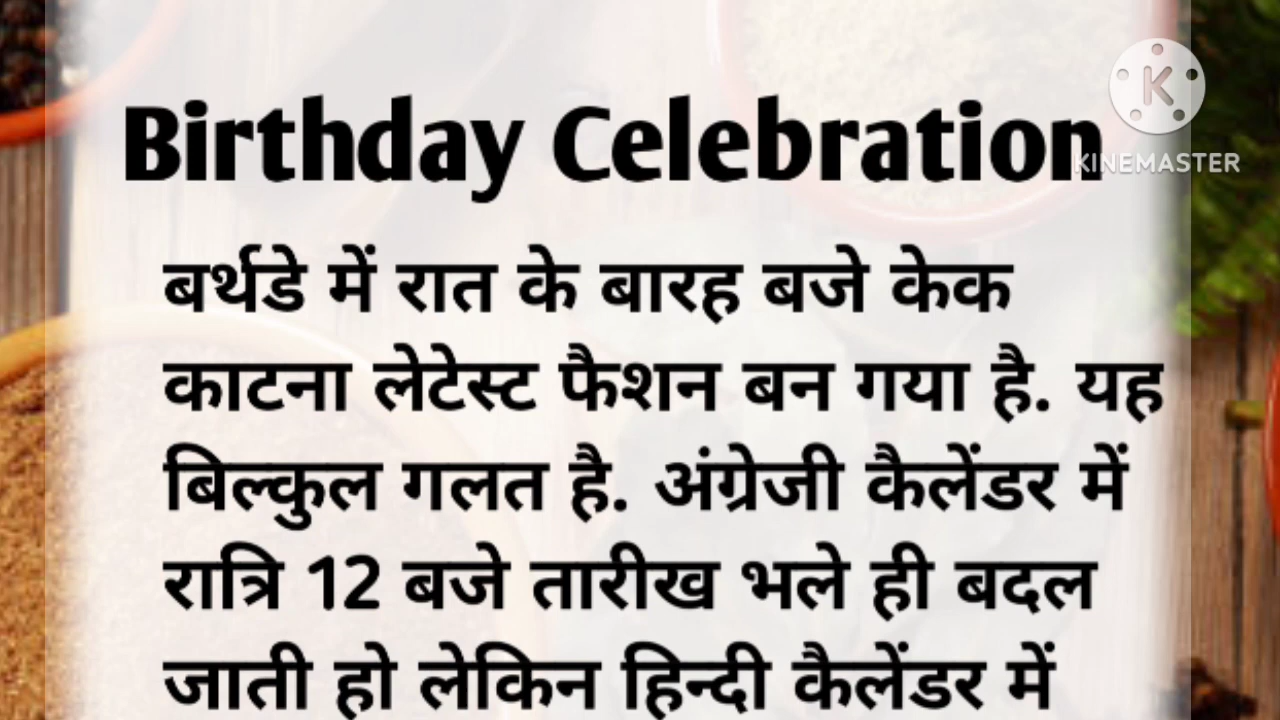 Birthday Celebration
KINEMASTER
बर्थडे में रात के बारह बजे केक
काटना लेटेस्ट फैशन बन गया है. यह
बिल्कुल गलत है. अंग्रेजी कैलेंडर में
रात्रि 12 बजे तारीख भले ही बदल
जाती हो लेकिन हिन्दी कैलेंडर में